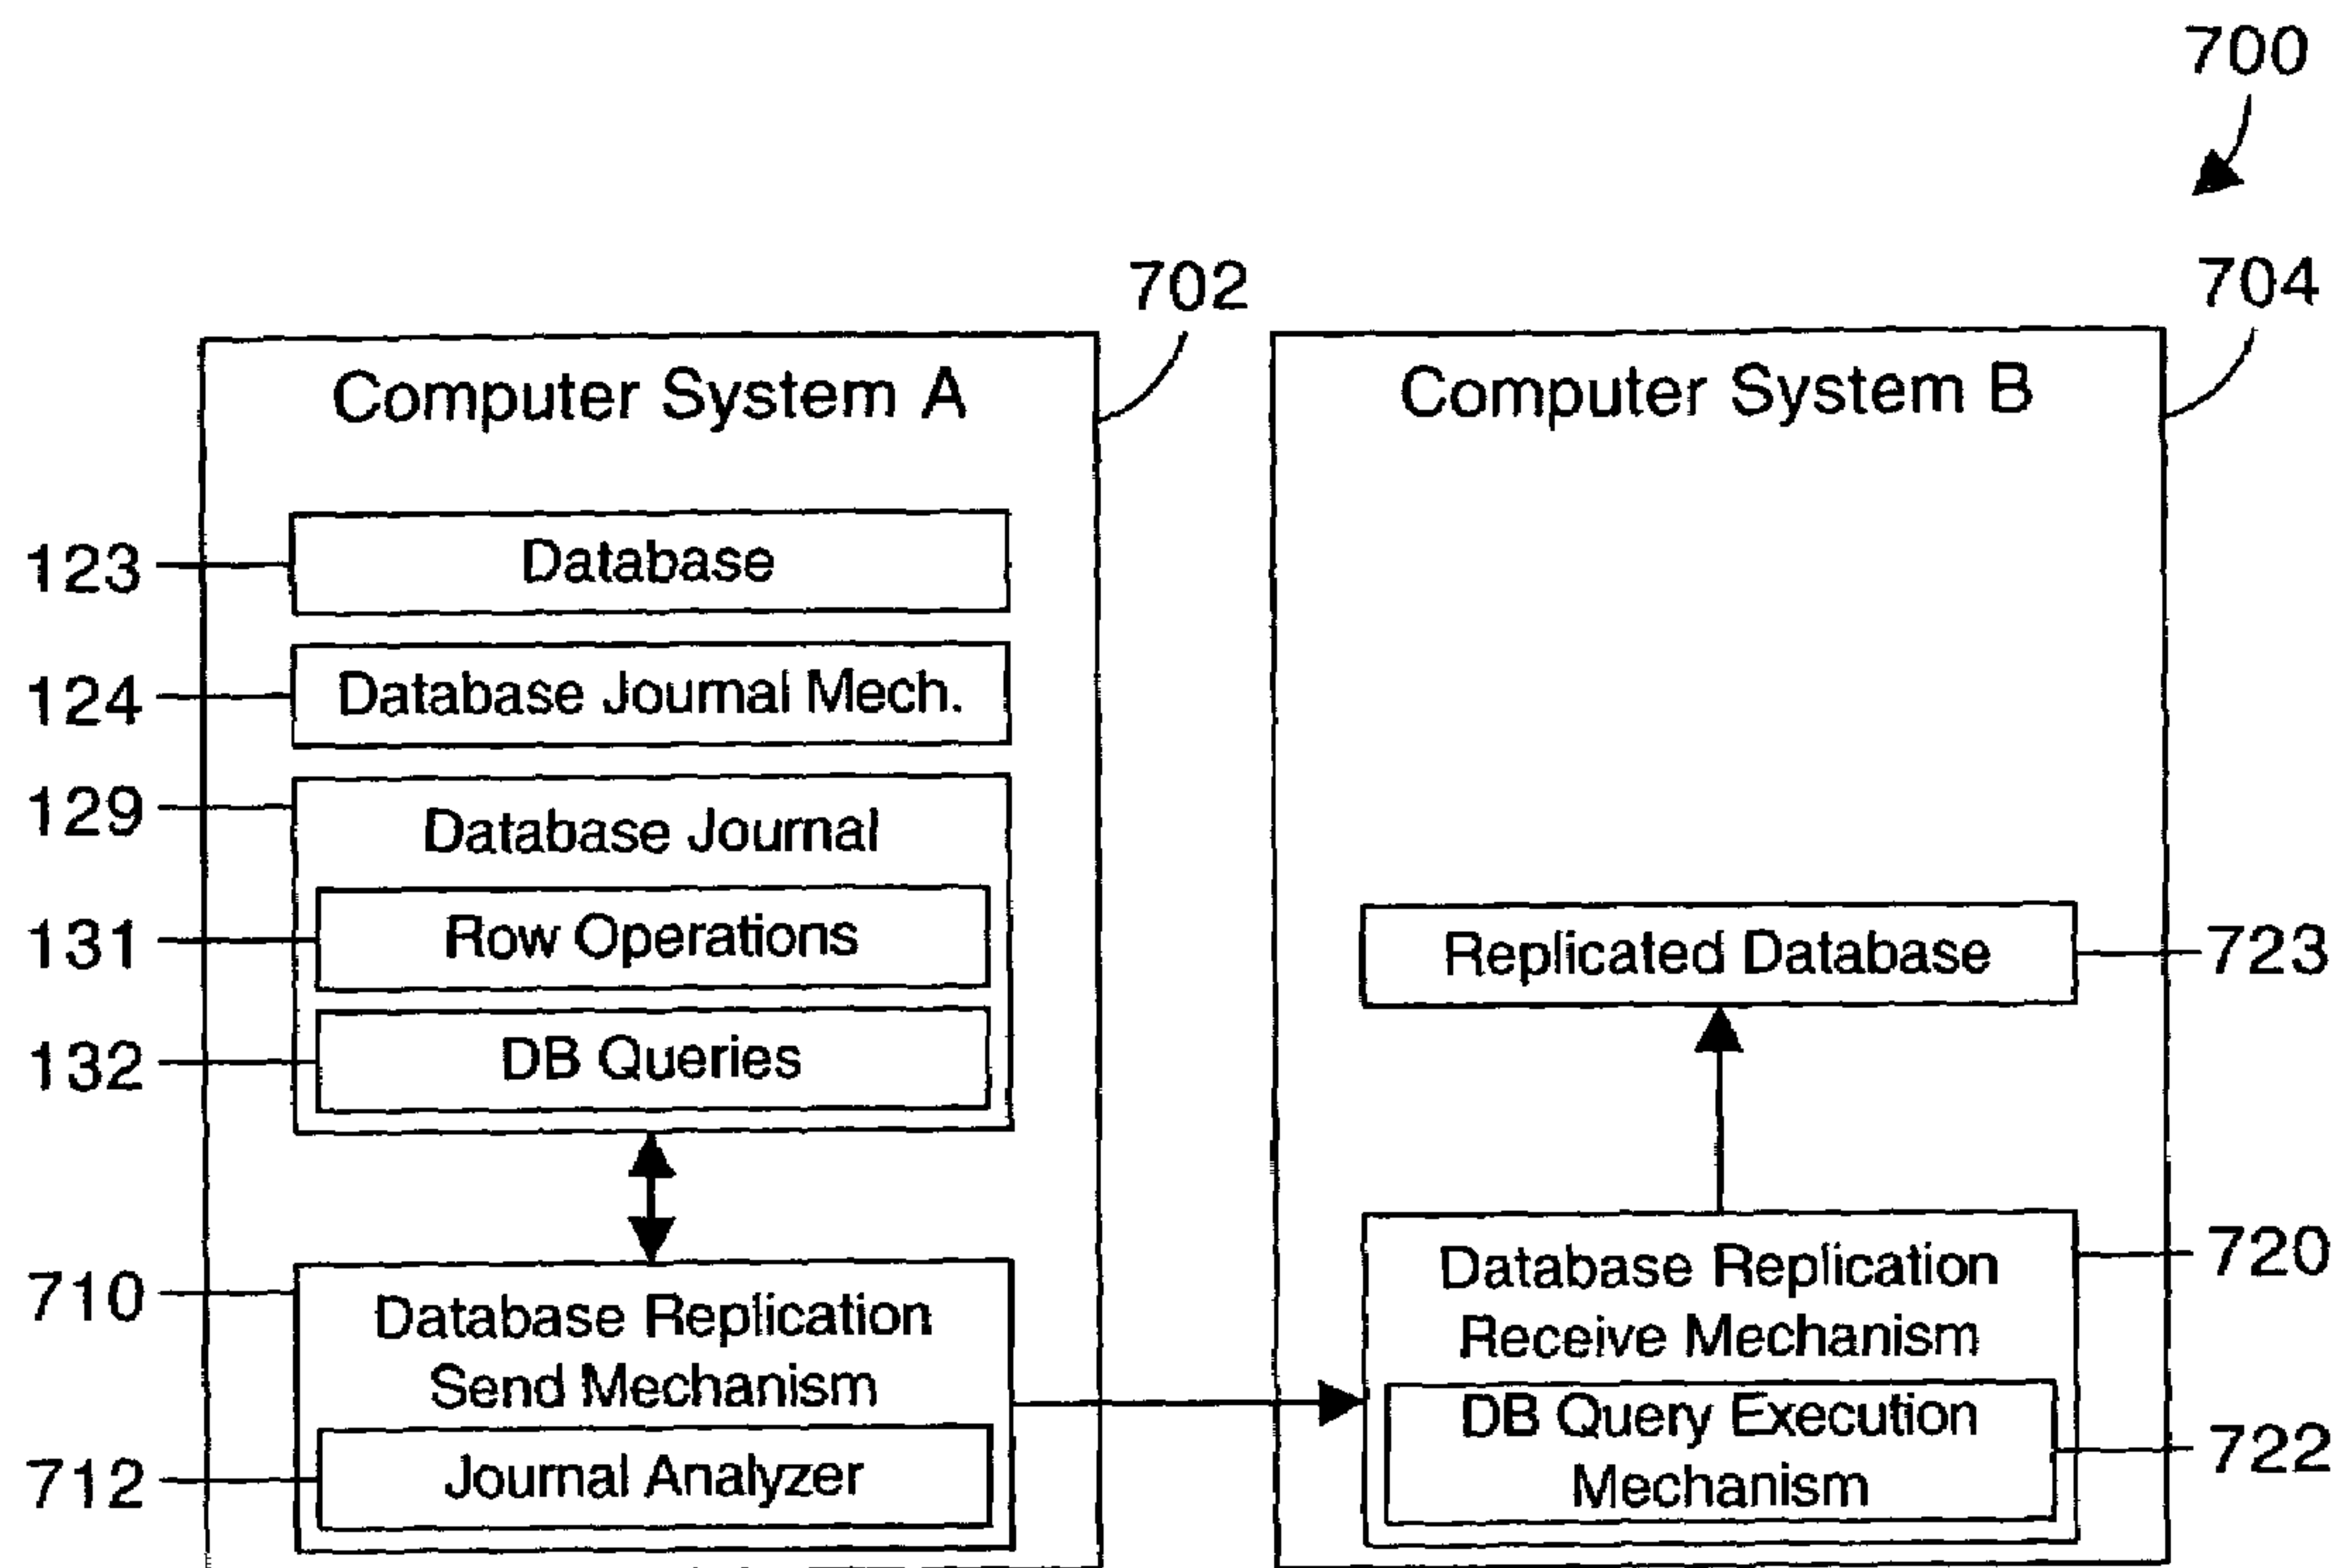 700
702
704
Computer System A
123
Database
124
Database Journal Mech.
129
Database Journal
131
Row Operations
132
DB Queries
710
Database Replication
Send Mechanism
712
Journal Analyzer
Computer System B
Replicated Database
723
Database Replication
Receive Mechanism
720
DB Query Execution
Mechanism
722